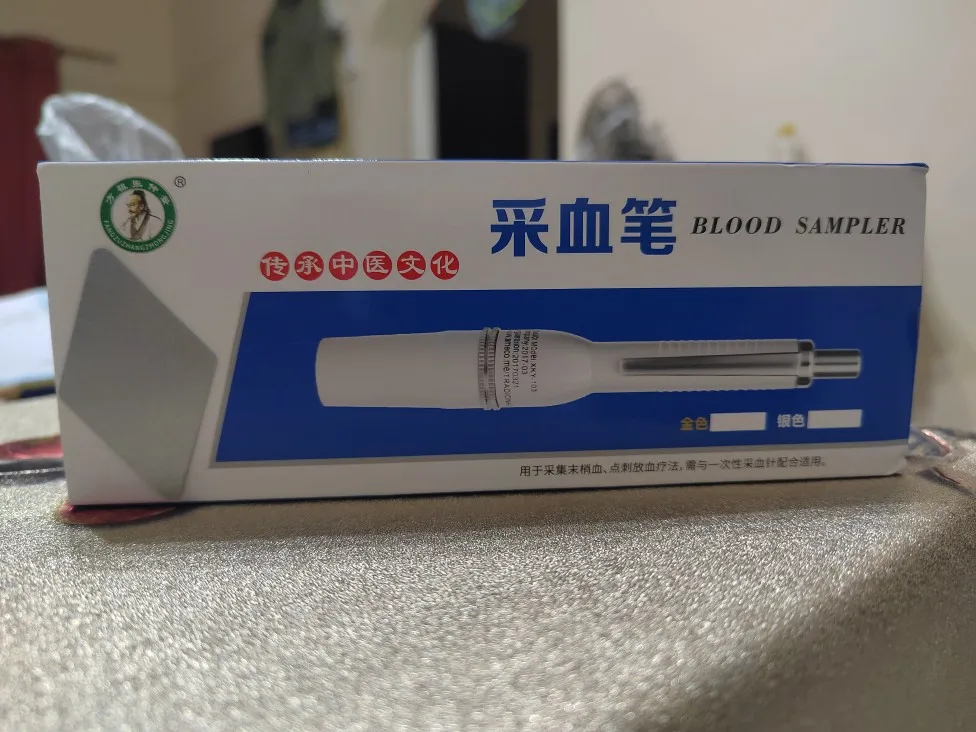 ®
FANGZUZHANGZHONGJING
采血笔 BLOOD SAMPLER
传承中医文化
金色 银色
用于采集末梢血、点刺放血疗法,需与一次性采血针配合适用。